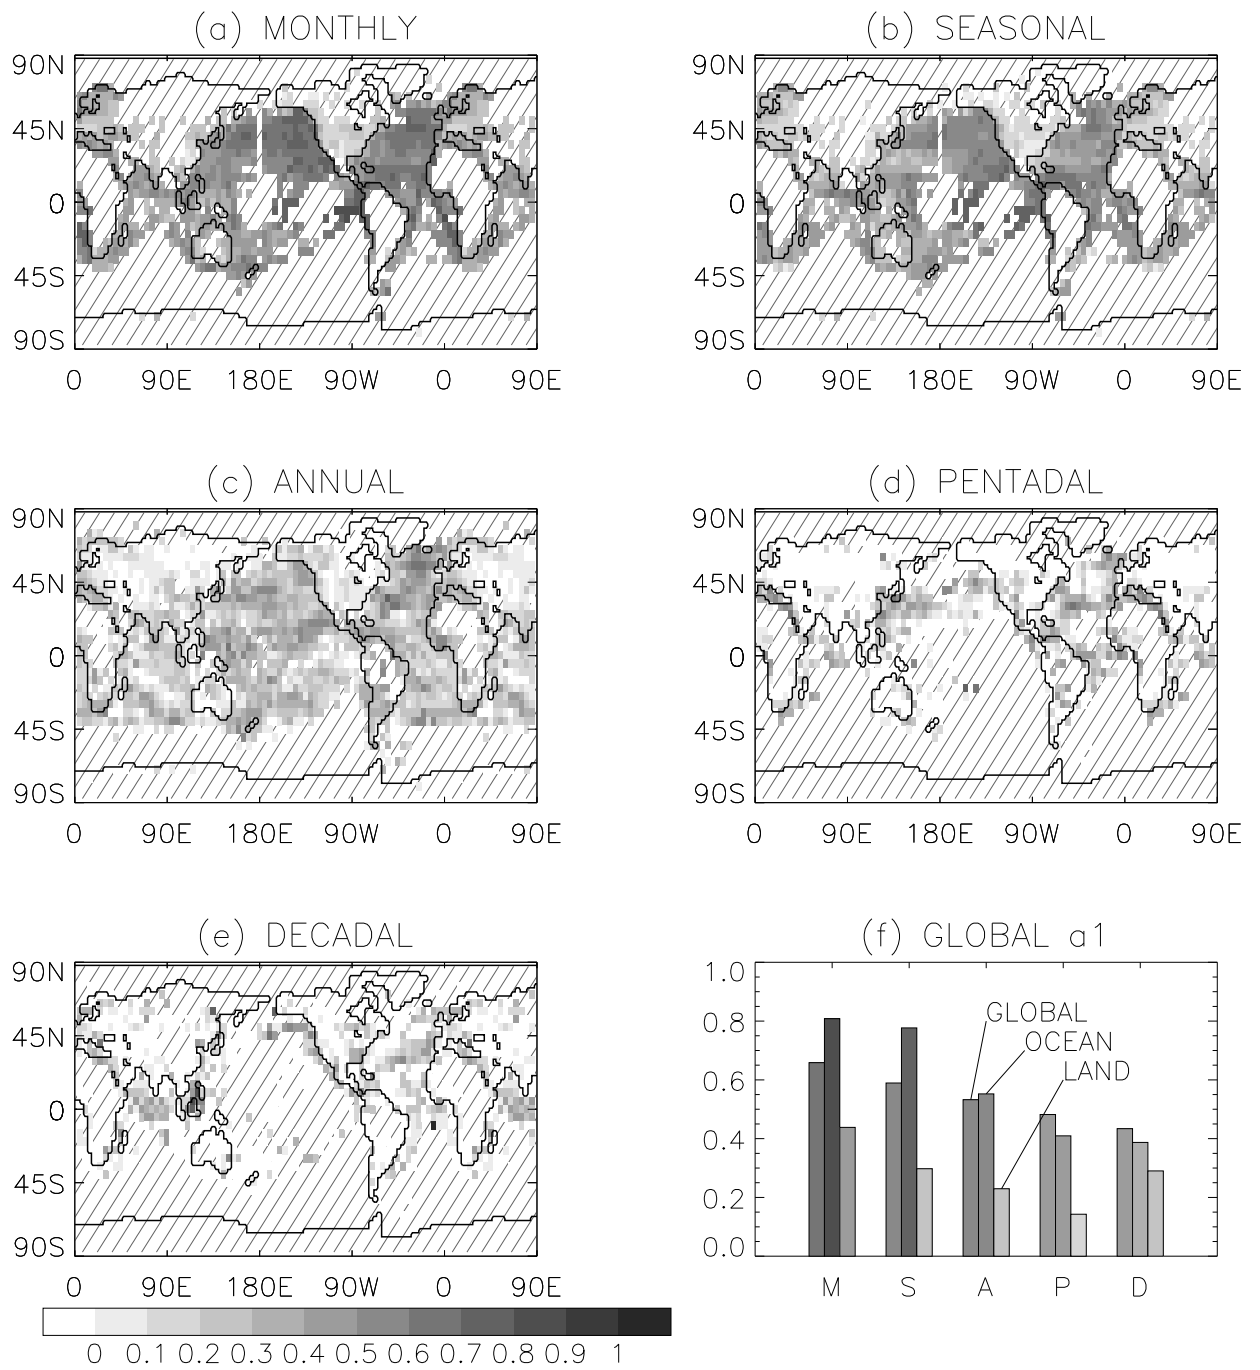 (a) MONTHLY
90N
45N
0
45S
90S
0 90E 180E 90W 0 90E
(b) SEASONAL
90N
45N
0
45S
90S
0 90E 180E 90W 0 90E
(c) ANNUAL
90N
45N
0
45S
90S
0 90E 180E 90W 0 90E
(d) PENTADAL
90N
45N
0
45S
90S
0 90E 180E 90W 0 90E
(e) DECADAL
90N
45N
0
45S
90S
0 90E 180E 90W 0 90E
0 0.1 0.2 0.3 0.4 0.5 0.6 0.7 0.8 0.9 1
(f) GLOBAL a1
1.0
0.8
0.6
0.4
0.2
0.0
GLOBAL
OCEAN
LAND
M S A P D